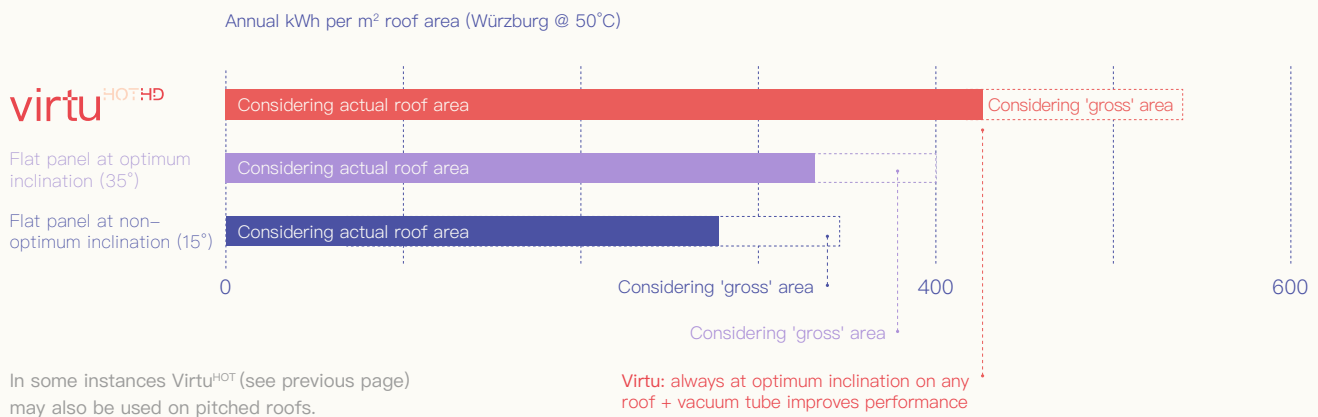 Annual kWh per m² roof area (Würzburg @ 50°C)
virtu HOT HD
Considering actual roof area
Considering 'gross' area
Flat panel at optimum
inclination (35°)
Considering actual roof area
Flat panel at non–
optimum inclination (15°)
Considering actual roof area
0
Considering 'gross' area
400
600
Considering 'gross' area
In some instances Virtuᴴᴼᵀ (see previous page)
may also be used on pitched roofs.
Virtu: always at optimum inclination on any
roof + vacuum tube improves performance